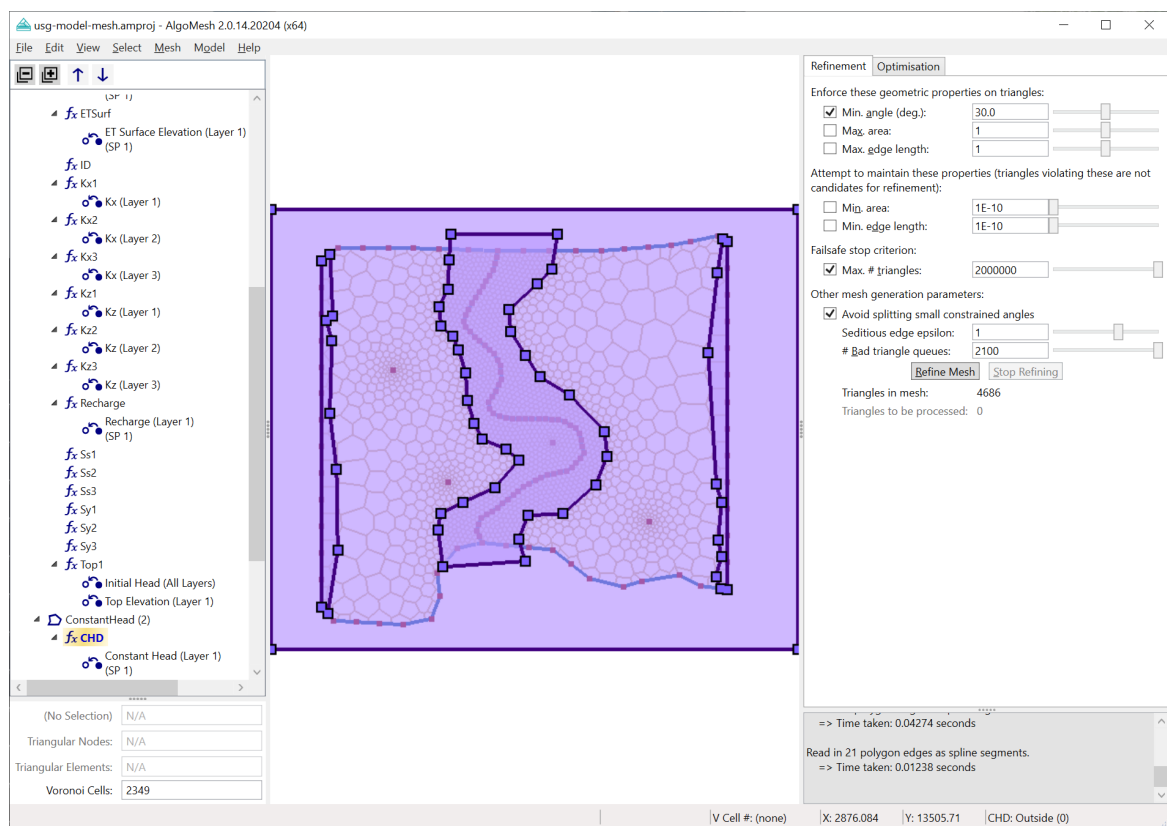 usg-model-mesh.amproj - AlgoMesh 2.0.14.20204 (x64)
File Edit View Select Mesh Model Help
(SP 1)
fx ETSurf
ET Surface Elevation (Layer 1)
(SP 1)
fx ID
fx Kx1
Kx (Layer 1)
fx Kx2
Kx (Layer 2)
fx Kx3
Kx (Layer 3)
fx Kz1
Kz (Layer 1)
fx Kz2
Kz (Layer 2)
fx Kz3
Kz (Layer 3)
fx Recharge
Recharge (Layer 1)
(SP 1)
fx Ss1
fx Ss2
fx Ss3
fx Sy1
fx Sy2
fx Sy3
fx Top1
Initial Head (All Layers)
Top Elevation (Layer 1)
ConstantHead (2)
fx CHD
Constant Head (Layer 1)
(SP 1)
(No Selection) N/A
Triangular Nodes: N/A
Triangular Elements: N/A
Voronoi Cells: 2349
Refinement Optimisation
Enforce these geometric properties on triangles:
Min. angle (deg.): 30.0
Max. area: 1
Max. edge length: 1
Attempt to maintain these properties (triangles violating these are not
candidates for refinement):
Min. area: 1E-10
Min. edge length: 1E-10
Failsafe stop criterion:
Max. # triangles: 2000000
Other mesh generation parameters:
Avoid splitting small constrained angles
Seditious edge epsilon: 1
# Bad triangle queues: 2100
Refine Mesh Stop Refining
Triangles in mesh: 4686
Triangles to be processed: 0
=> Time taken: 0.04274 seconds
Read in 21 polygon edges as spline segments.
=> Time taken: 0.01238 seconds
V Cell #: (none) X: 2876.084 Y: 13505.71 CHD: Outside (0)